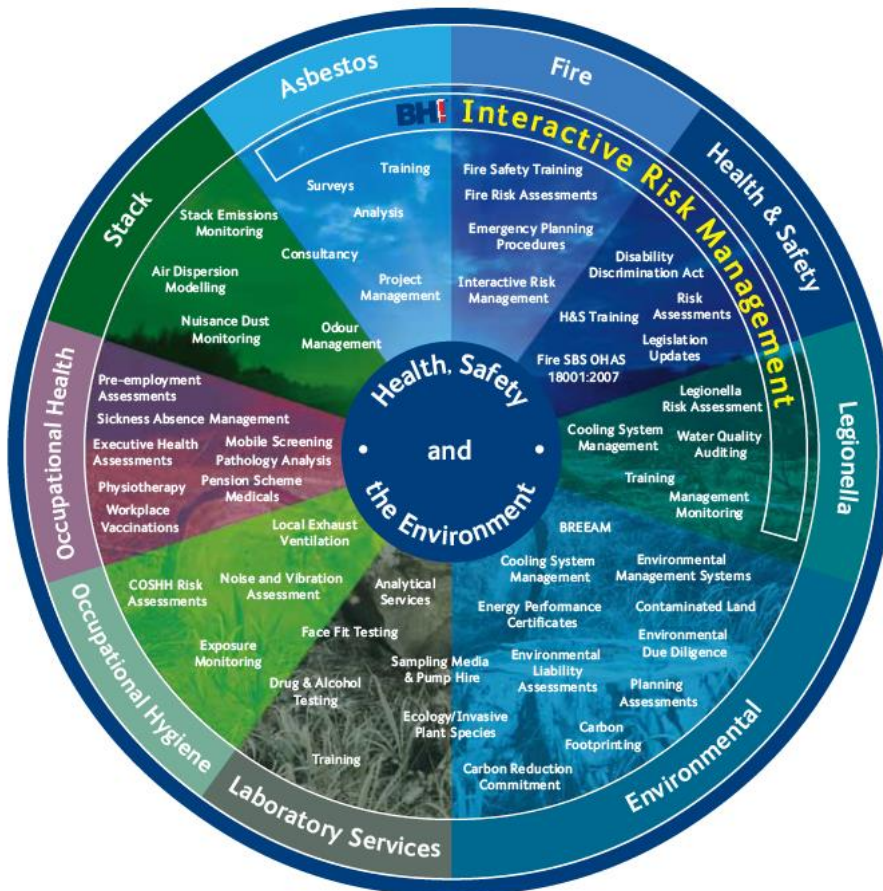 Asbestos
Fire
Health & Safety
Legionella
Environmental
Laboratory Services
Occupational Hygiene
Occupational Health
Stack
BH!
Interactive Risk Management
Training
Surveys
Analysis
Consultancy
Project
Management
Fire Safety Training
Fire Risk Assessments
Emergency Planning
Procedures
Interactive Risk
Management
Disability
Discrimination Act
Risk
Assessments
H&S Training
Legislation
Updates
Fire SBS OHAS
18001:2007
Legionella
Risk Assessment
Cooling System
Management
Water Quality
Auditing
Training
Management
Monitoring
BREEAM
Cooling System
Management
Environmental
Management Systems
Energy Performance
Certificates
Contaminated Land
Environmental
Due Diligence
Environmental
Liability
Assessments
Planning
Assessments
Carbon
Footprinting
Carbon Reduction
Commitment
Analytical
Services
Face Fit Testing
Sampling Media
& Pump Hire
Drug & Alcohol
Testing
Ecology/Invasive
Plant Species
Training
Local Exhaust
Ventilation
COSHH Risk
Assessments
Noise and Vibration
Assessment
Exposure
Monitoring
Pre-employment
Assessments
Sickness Absence Management
Executive Health
Assessments
Mobile Screening
Pathology Analysis
Physiotherapy
Pension Scheme
Medicals
Workplace
Vaccinations
Stack Emissions
Monitoring
Air Dispersion
Modelling
Nuisance Dust
Monitoring
Odour
Management
Health, Safety
and
the Environment